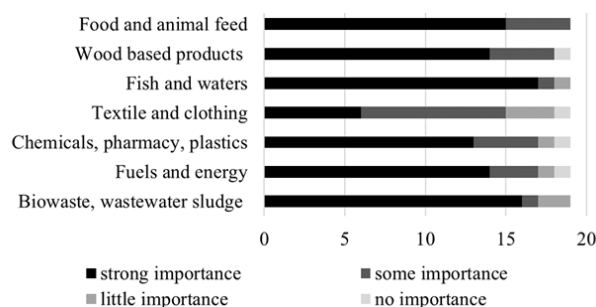 Food and animal feed
Wood based products
Fish and waters
Textile and clothing
Chemicals, pharmacy, plastics
Fuels and energy
Biowaste, wastewater sludge
0 5 10 15 20
strong importance some importance
little importance no importance